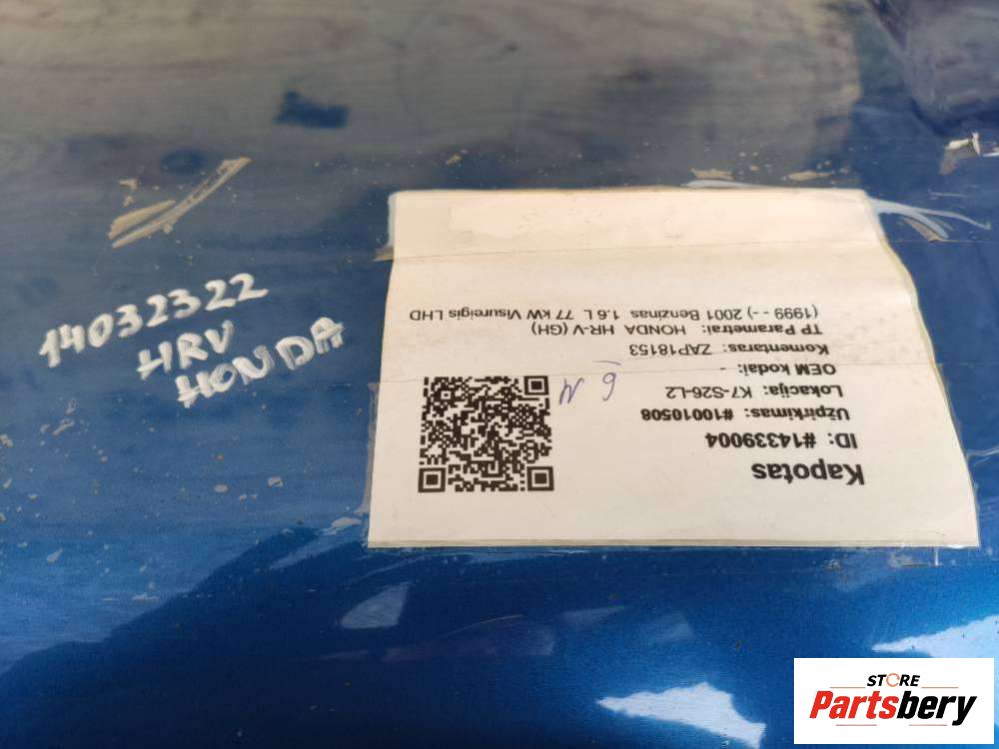 14032322
HRV
HONDA
Kapotas
ID: #14339004
Užpirkimas: #10010508
Lokacija: K7-S26-L2
OEM kodai: -
Komentaras: ZAP18153
TP Parametrai: HONDA HR-V (GH)
(1999 - - ) 2001 Benzinas 1.6 L 77 kW Visureigis LHD
STORE
Partsbery